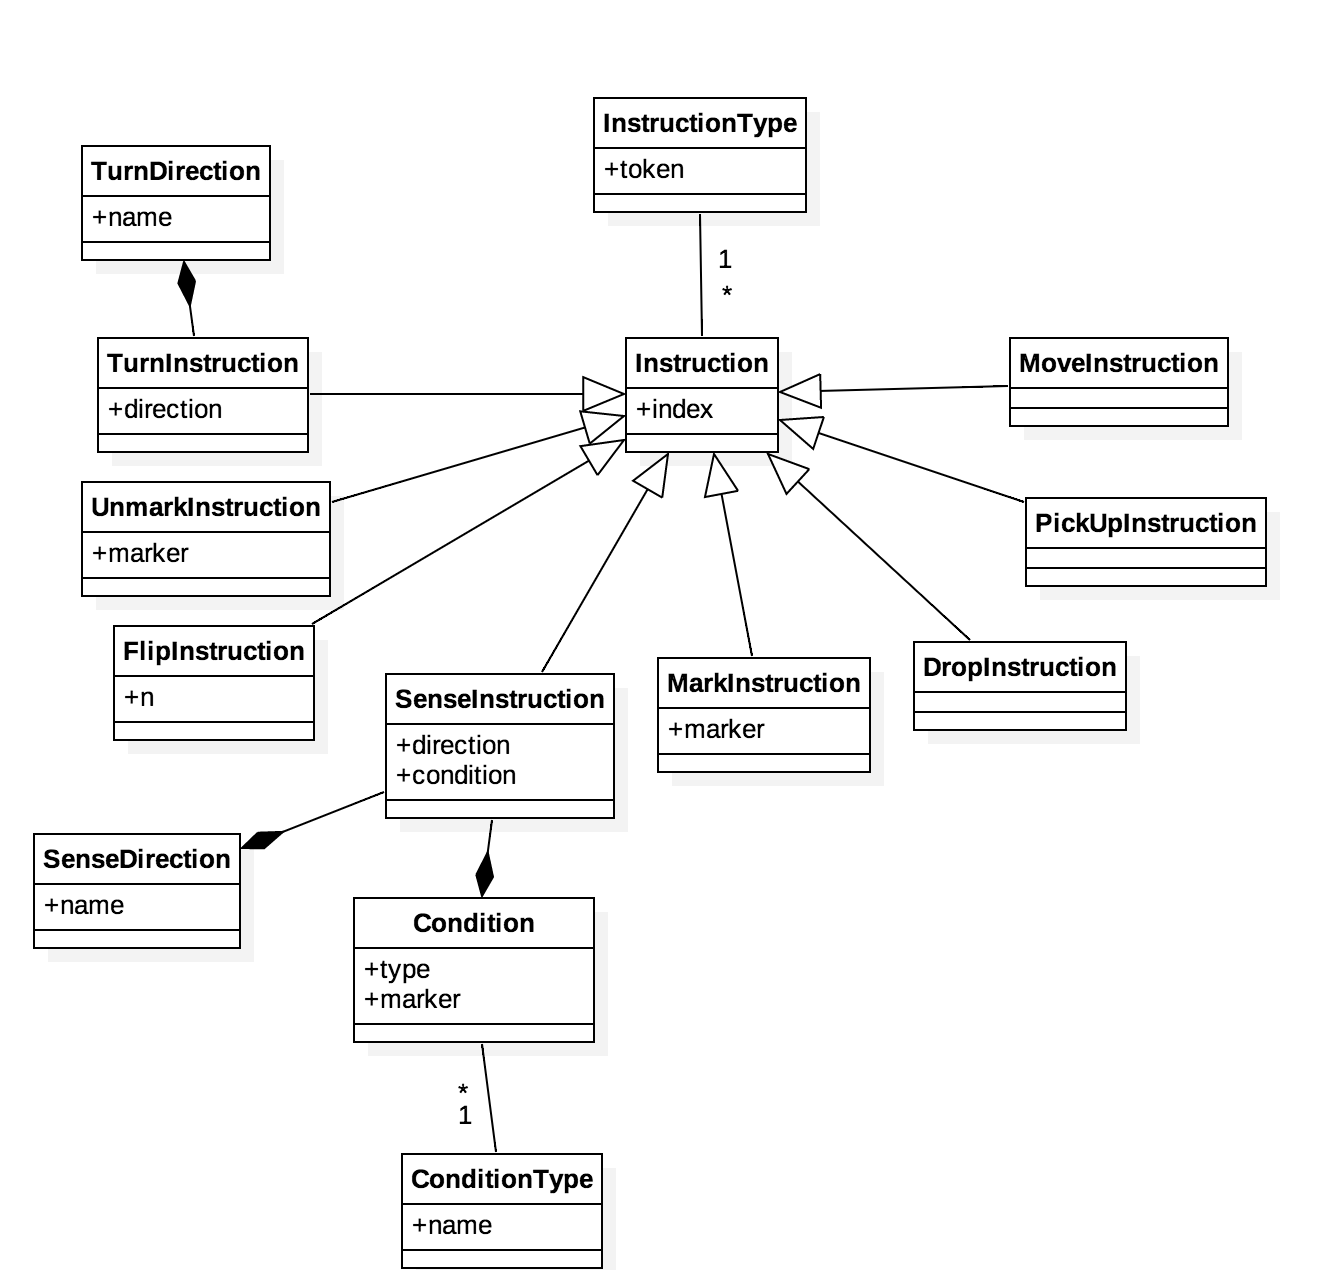 InstructionType
+token
TurnDirection
+name
1
*
TurnInstruction
+direction
Instruction
+index
MoveInstruction
UnmarkInstruction
+marker
PickUpInstruction
FlipInstruction
+n
SenseInstruction
+direction
+condition
MarkInstruction
+marker
DropInstruction
SenseDirection
+name
Condition
+type
+marker
*
1
ConditionType
+name